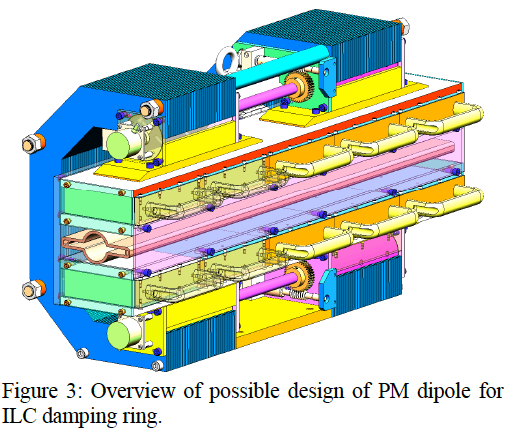 Figure 3: Overview of possible design of PM dipole for
ILC damping ring.